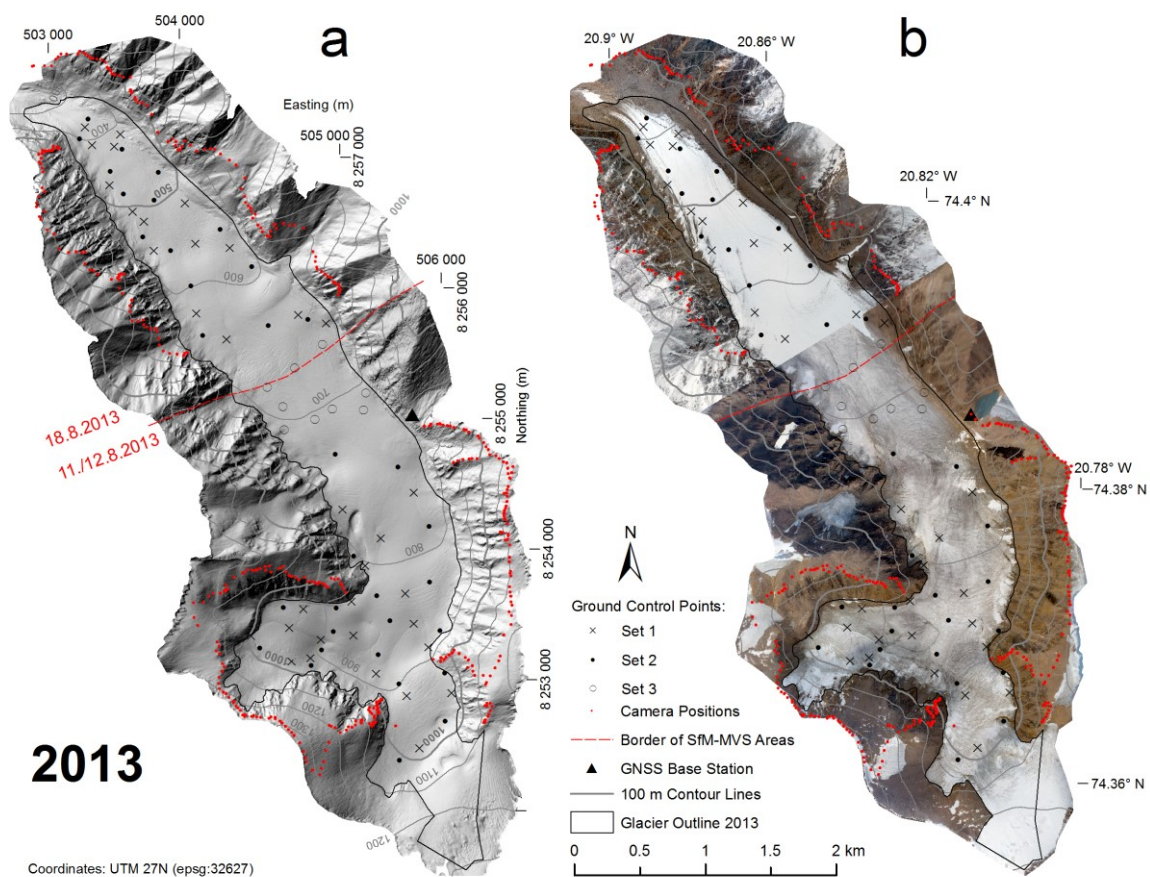 503 000
504 000
a
Easting (m)
505 000
8 257 000
1000
400
500
600
506 000
8 256 000
700
8 255 000
Northing (m)
18.8.2013
11./12.8.2013
8 254 000
800
900
1000
8 253 000
1200
1300
1000
1100
1200
2013
Coordinates: UTM 27N (epsg:32627)
b
20.9° W
20.86° W
20.82° W
74.4° N
20.78° W
74.38° N
74.36° N
N
Ground Control Points:
Set 1
Set 2
Set 3
Camera Positions
Border of SfM-MVS Areas
GNSS Base Station
100 m Contour Lines
Glacier Outline 2013
0 0.5 1 1.5 2 km